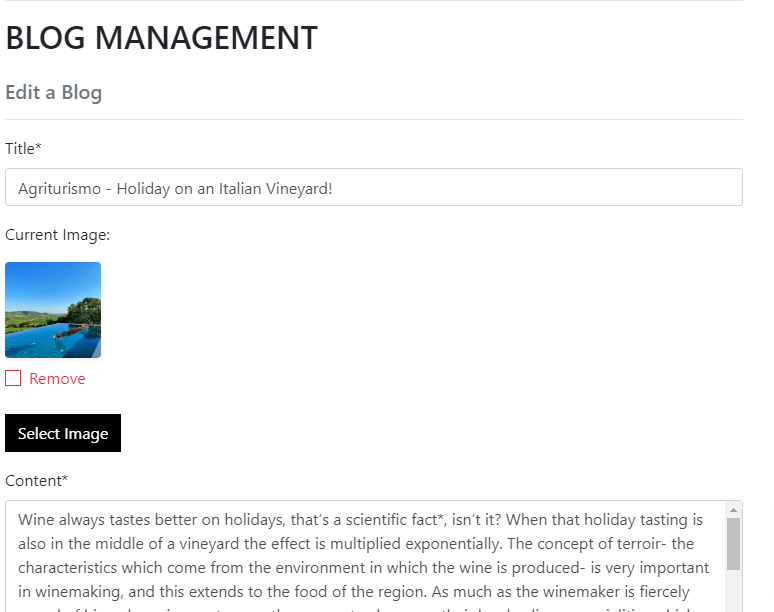 BLOG MANAGEMENT
Edit a Blog
Title*
Agriturismo - Holiday on an Italian Vineyard!
Current Image:
Remove
Select Image
Content*
Wine always tastes better on holidays, that’s a scientific fact*, isn’t it? When that holiday tasting is
also in the middle of a vineyard the effect is multiplied exponentially. The concept of terroir- the
characteristics which come from the environment in which the wine is produced- is very important
in winemaking, and this extends to the food of the region. As much as the winemaker is fiercely